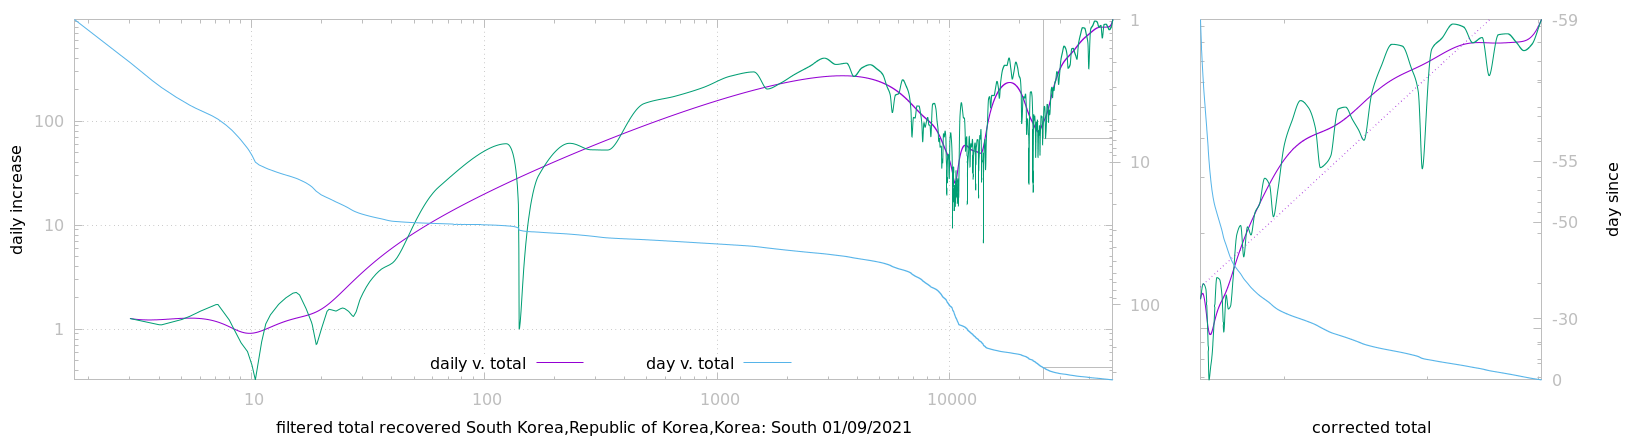 daily increase
100
10
1
10
100
1000
10000
1
10
100
daily v. total
day v. total
filtered total recovered South Korea,Republic of Korea,Korea: South 01/09/2021
-59
-55
-50
-30
0
day since
corrected total